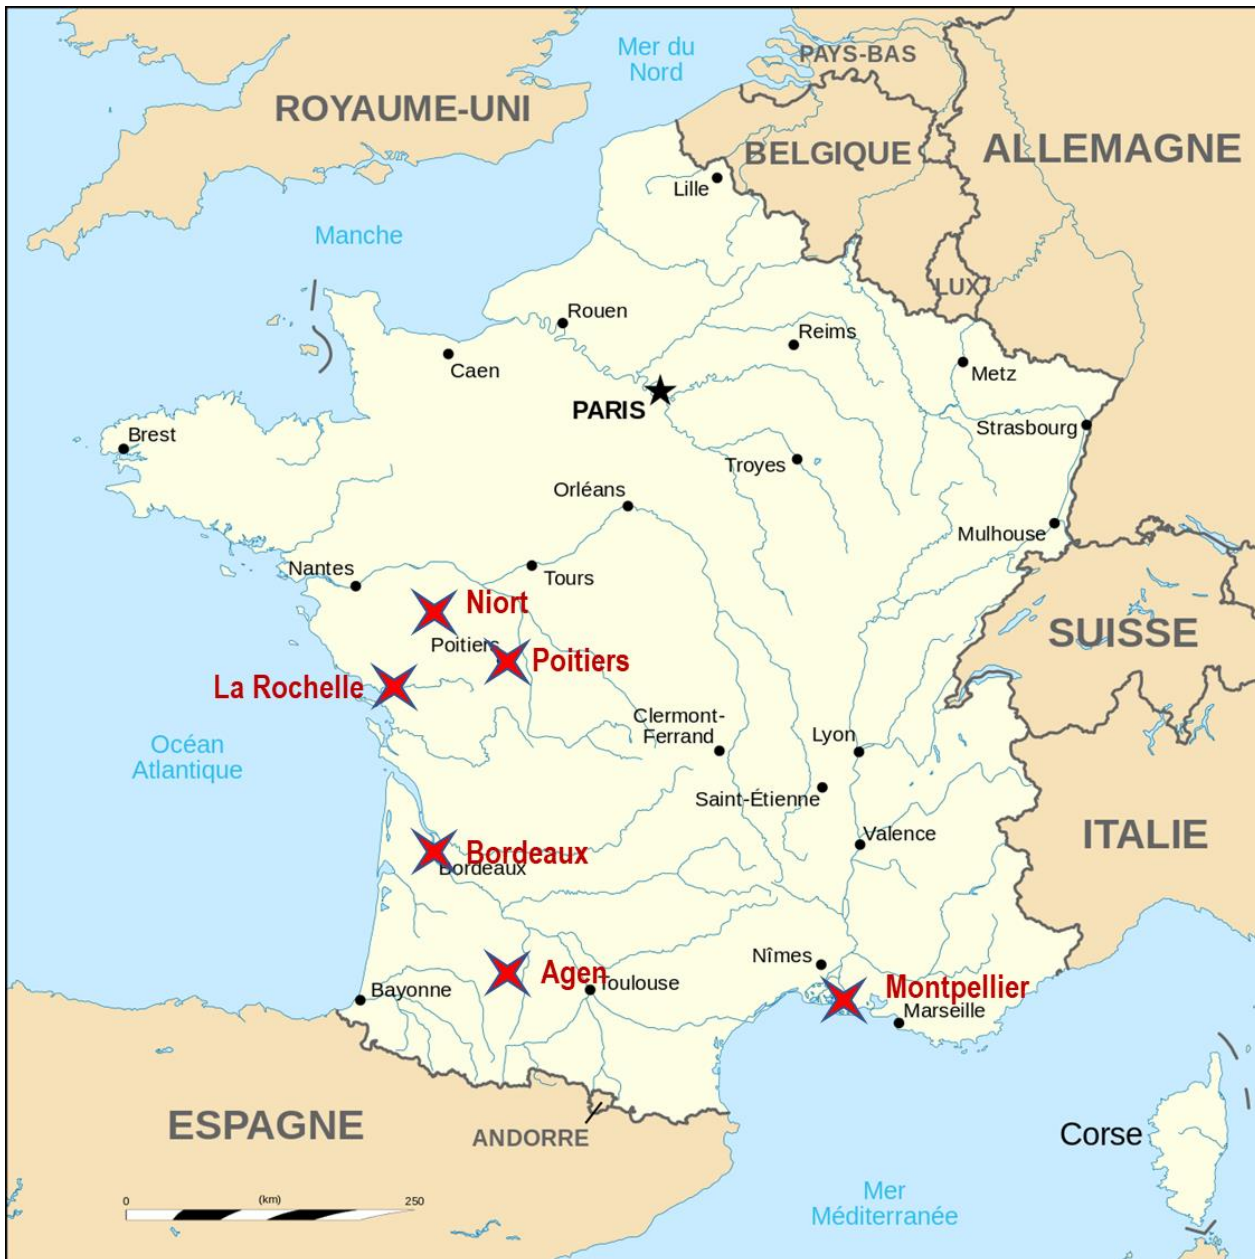 Mer du
Nord
PAYS-BAS
ROYAUME-UNI
BELGIQUE
ALLEMAGNE
Lille
Manche
LUX
Rouen
Reims
Caen
Metz
PARIS
Brest
Strasbourg
Troyes
Orléans
Mulhouse
Nantes
Tours
Niort
SUISSE
Poitiers
Poitiers
La Rochelle
Clermont-
Ferrand
Lyon
Océan
Atlantique
Saint-Étienne
Valence
ITALIE
Bordeaux
Bordeaux
Nîmes
Agen
Toulouse
Bayonne
Montpellier
Marseille
ESPAGNE
ANDORRE
Corse
Mer
Méditerranée
0 (km) 250